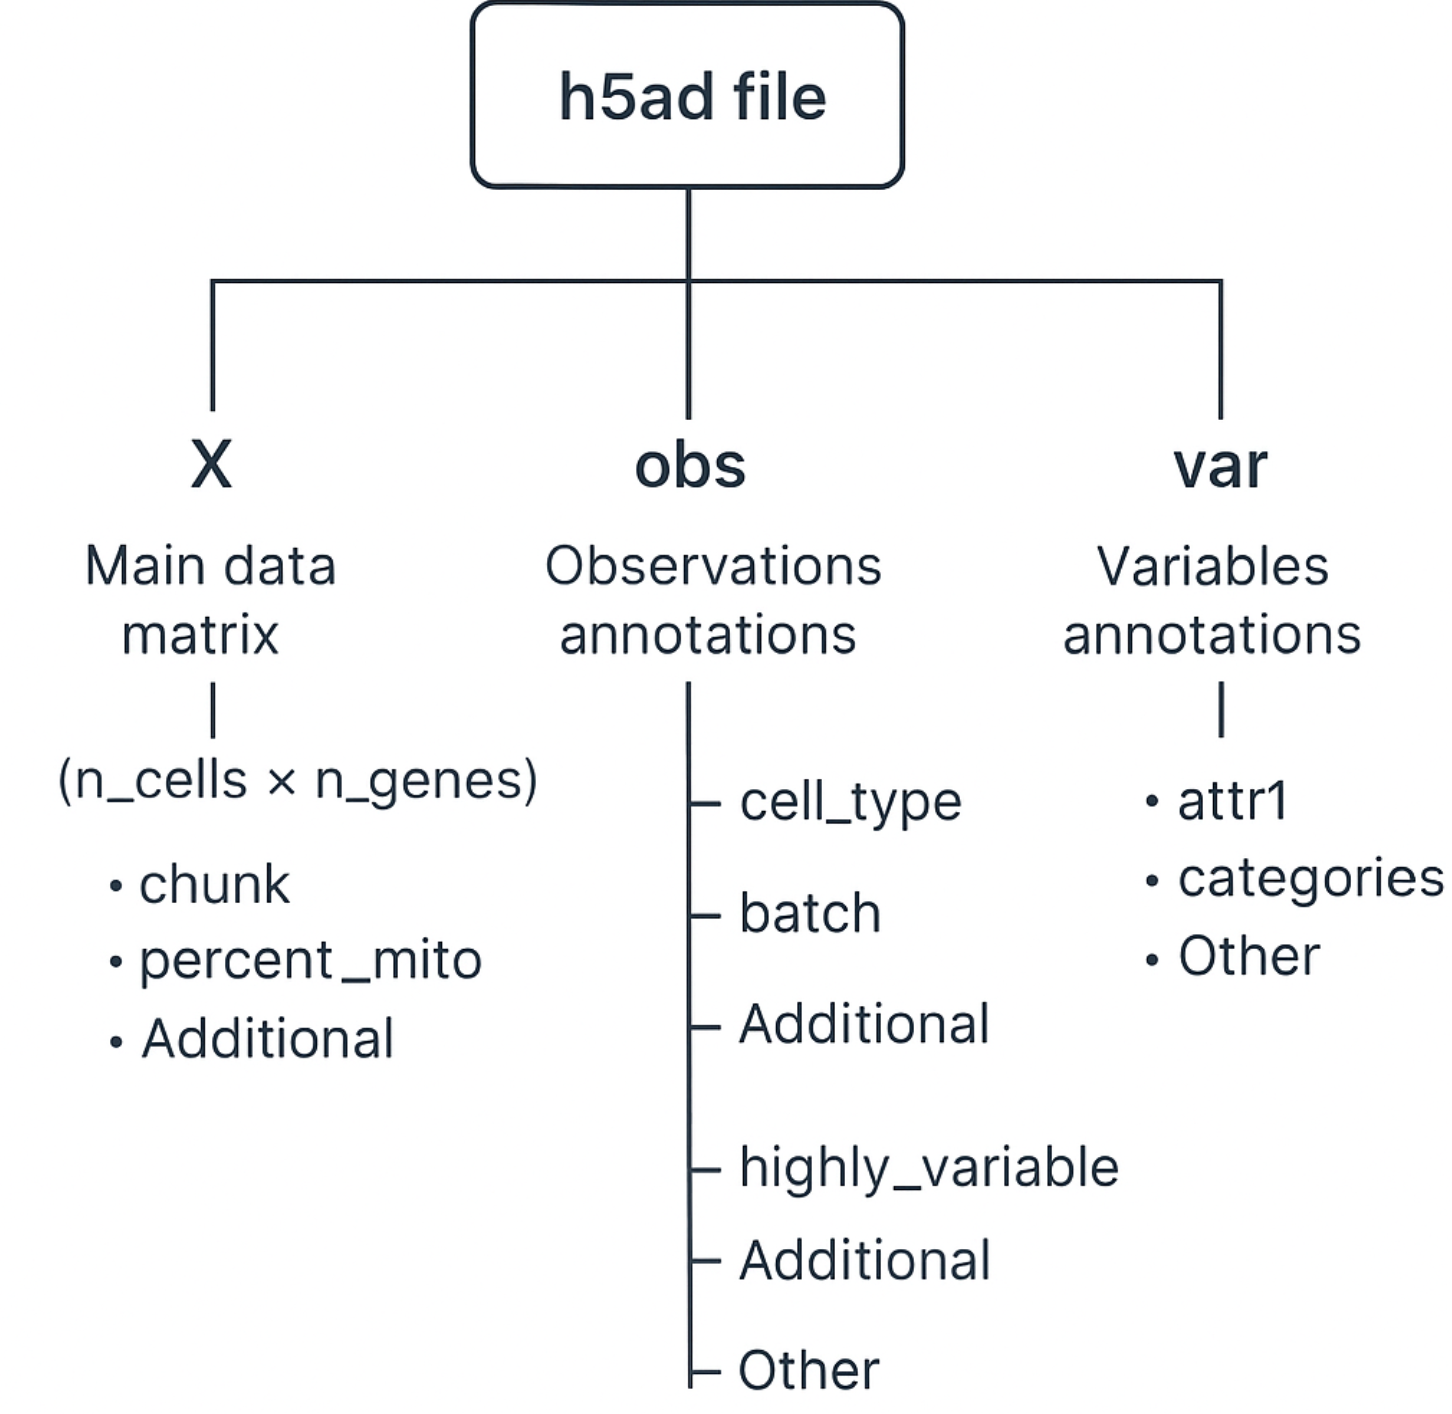 h5ad file
X
Main data
matrix
(n_cells × n_genes)
• chunk
• percent_mito
• Additional
obs
Observations
annotations
cell_type
batch
Additional
highly_variable
Additional
Other
var
Variables
annotations
• attr1
• categories
• Other